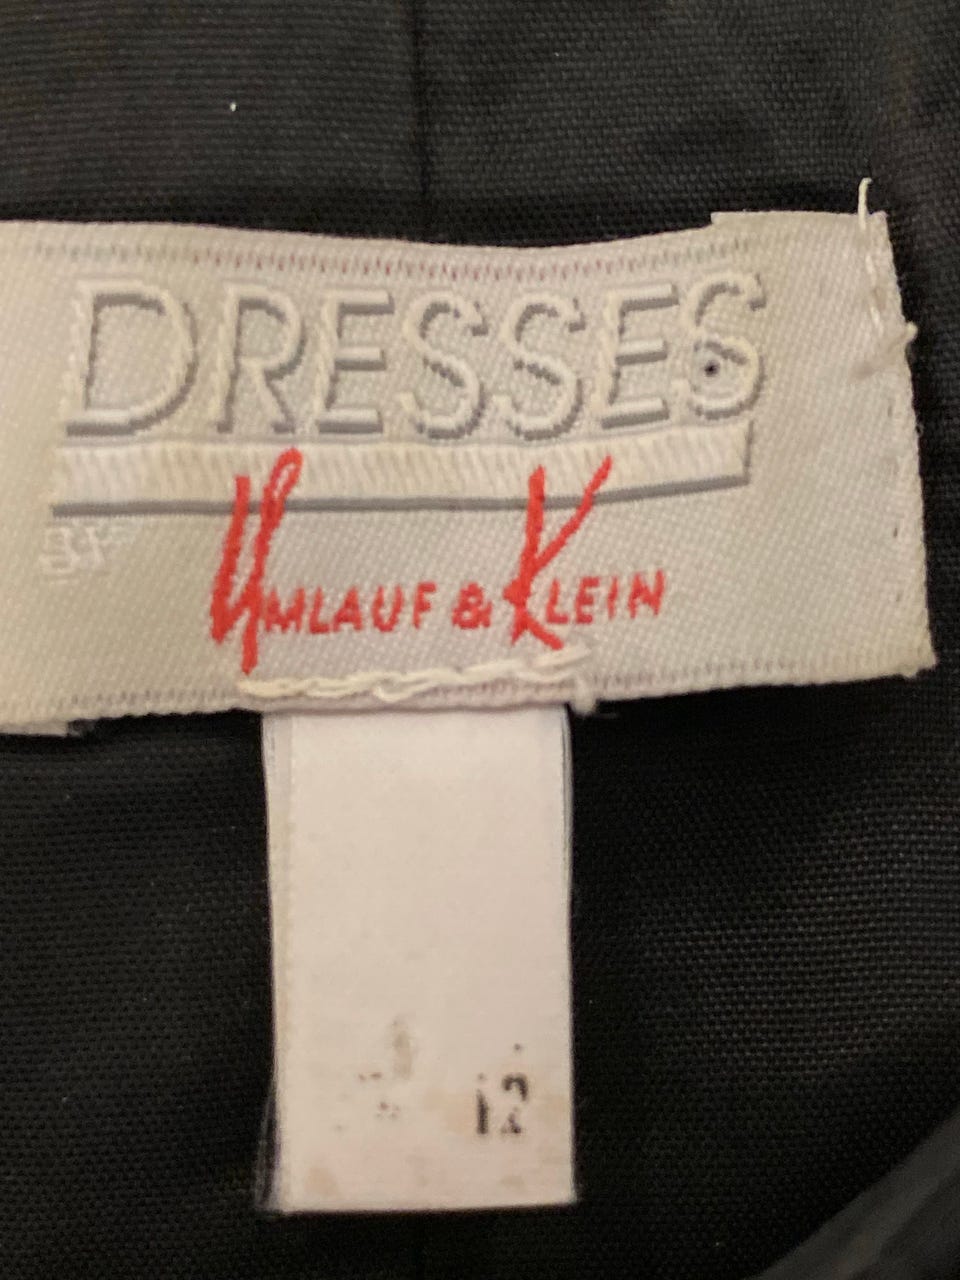 DRESSES
UMLAUF & KLEIN
12